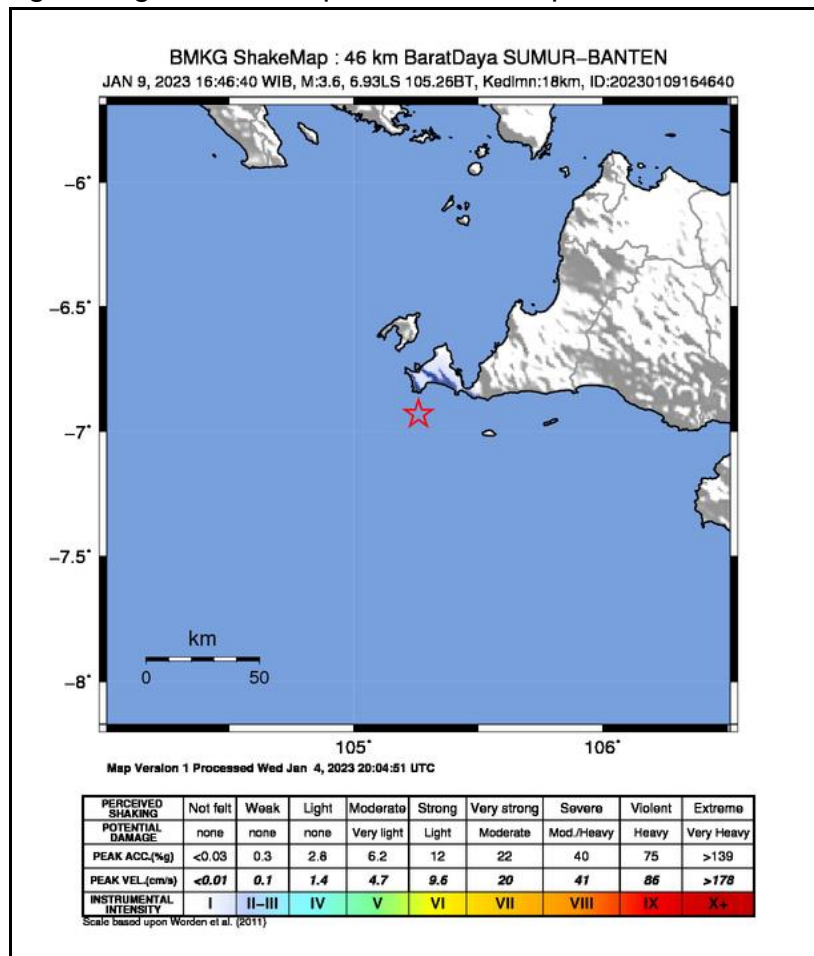 BMKG ShakeMap : 46 km BaratDaya SUMUR-BANTEN
JAN 9, 2023 16:46:40 WIB, M:3.6, 6.93LS 105.26BT, Kedlmn:18km, ID:20230109164640
-6°
-6.5°
-7°
-7.5°
-8°
km
0 50
105° 106°
Map Version 1 Processed Wed Jan 4, 2023 20:04:51 UTC
PERCEIVED SHAKING Not felt Weak Light Moderate Strong Very strong Severe Violent Extreme
POTENTIAL DAMAGE none none none Very light Light Moderate Mod./Heavy Heavy Very Heavy
PEAK ACC.(%g) <0.03 0.3 2.8 6.2 12 22 40 75 >139
PEAK VEL.(cm/s) <0.01 0.1 1.4 4.7 9.6 20 41 86 >178
INSTRUMENTAL INTENSITY I II-III IV V VI VII VIII IX X+
Scale based upon Worden et al. (2011)